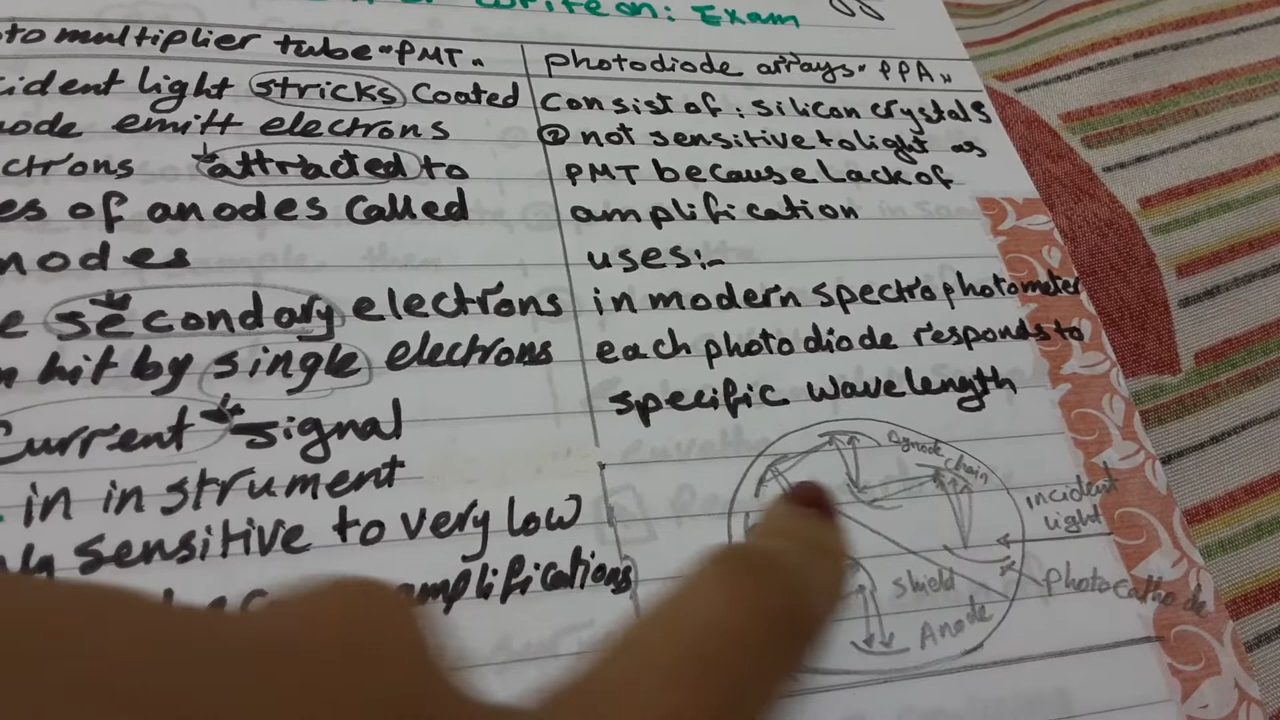 Write on: Exam
to multiplier tube "PMT"
cident light stricks coated
ode emitt electrons
ctrons attracted to
es of anodes called
nodes
e secondary electrons
n hit by single electrons
Current signal
in instrument
ly sensitive to very low
amplifications
photodiode arrays "PPA"
Consist of: silicon crystals
② not sensitive to light as
PMT because Lack of
amplification
uses:-
in modern spectrophotometer
each photodiode responds to
specific wavelength
Dynode chain
incident
light
photocathode
shield
Anode